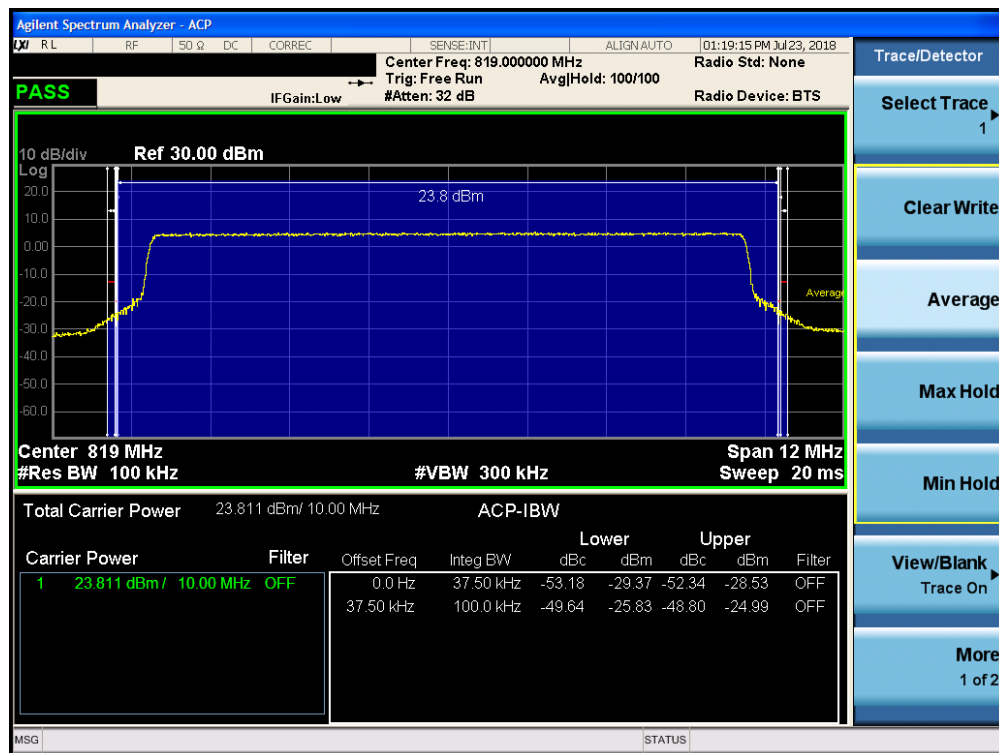 Agilent Spectrum Analyzer - ACP
LXI RL RF 50 Ω DC CORREC SENSE:INT ALIGN AUTO 01:19:15 PM Jul 23, 2018
Center Freq: 819.000000 MHz Radio Std: None
Trig: Free Run Avg|Hold: 100/100
PASS IFGain:Low #Atten: 32 dB Radio Device: BTS
10 dB/div Ref 30.00 dBm
Log
20.0
10.0
0.00
-10.0
-20.0
-30.0
-40.0
-50.0
-60.0
23.8 dBm
Average
Center 819 MHz Span 12 MHz
#Res BW 100 kHz #VBW 300 kHz Sweep 20 ms
Total Carrier Power 23.811 dBm/ 10.00 MHz ACP-IBW
Lower Upper
Carrier Power Filter Offset Freq Integ BW dBc dBm dBc dBm Filter
1 23.811 dBm / 10.00 MHz OFF 0.0 Hz 37.50 kHz -53.18 -29.37 -52.34 -28.53 OFF
37.50 kHz 100.0 kHz -49.64 -25.83 -48.80 -24.99 OFF
MSG STATUS
Trace/Detector
Select Trace
1
Clear Write
Average
Max Hold
Min Hold
View/Blank
Trace On
More
1 of 2